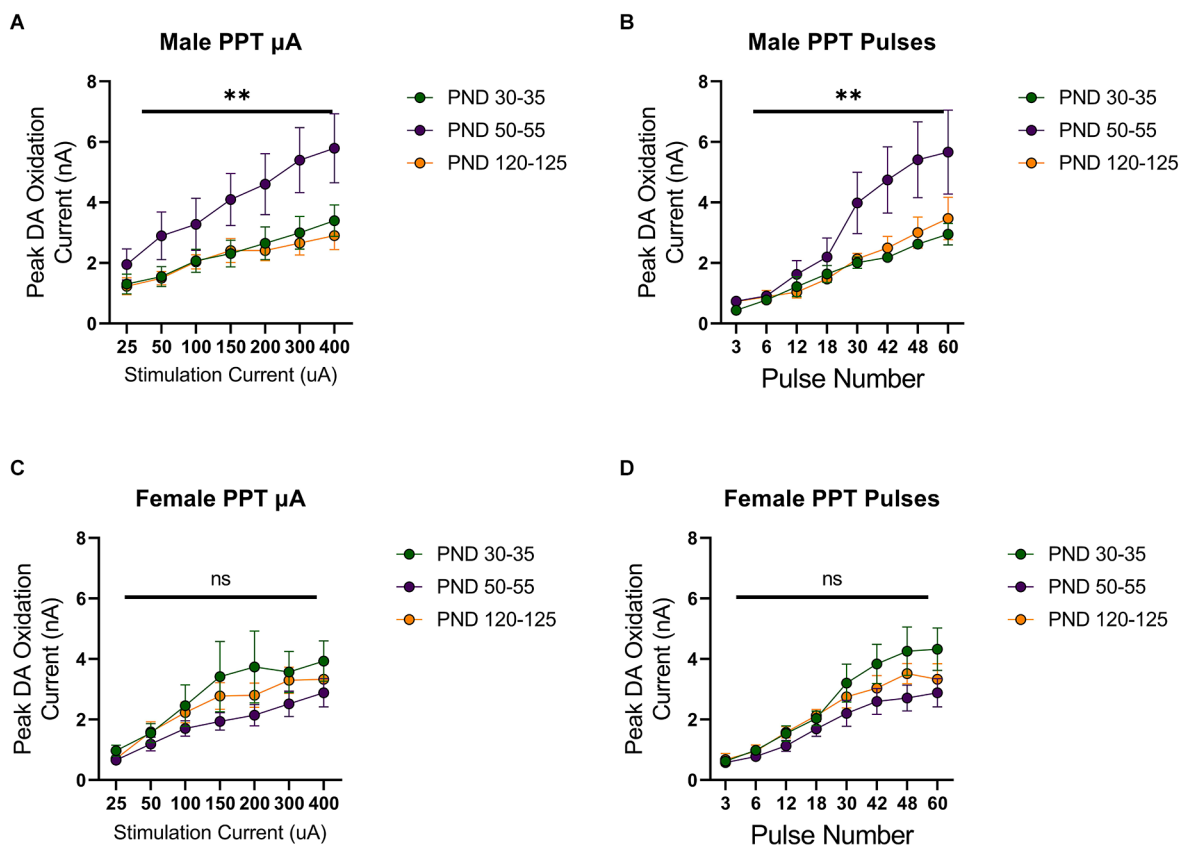 A
Male PPT µA
Peak DA Oxidation
Current (nA)
8
6
4
2
0
**
25 50 100 150 200 300 400
Stimulation Current (uA)
PND 30-35
PND 50-55
PND 120-125
B
Male PPT Pulses
Peak DA Oxidation
Current (nA)
8
6
4
2
0
**
3 6 12 18 30 42 48 60
Pulse Number
PND 30-35
PND 50-55
PND 120-125
C
Female PPT µA
Peak DA Oxidation
Current (nA)
8
6
4
2
0
ns
25 50 100 150 200 300 400
Stimulation Current (uA)
PND 30-35
PND 50-55
PND 120-125
D
Female PPT Pulses
Peak DA Oxidation
Current (nA)
8
6
4
2
0
ns
3 6 12 18 30 42 48 60
Pulse Number
PND 30-35
PND 50-55
PND 120-125